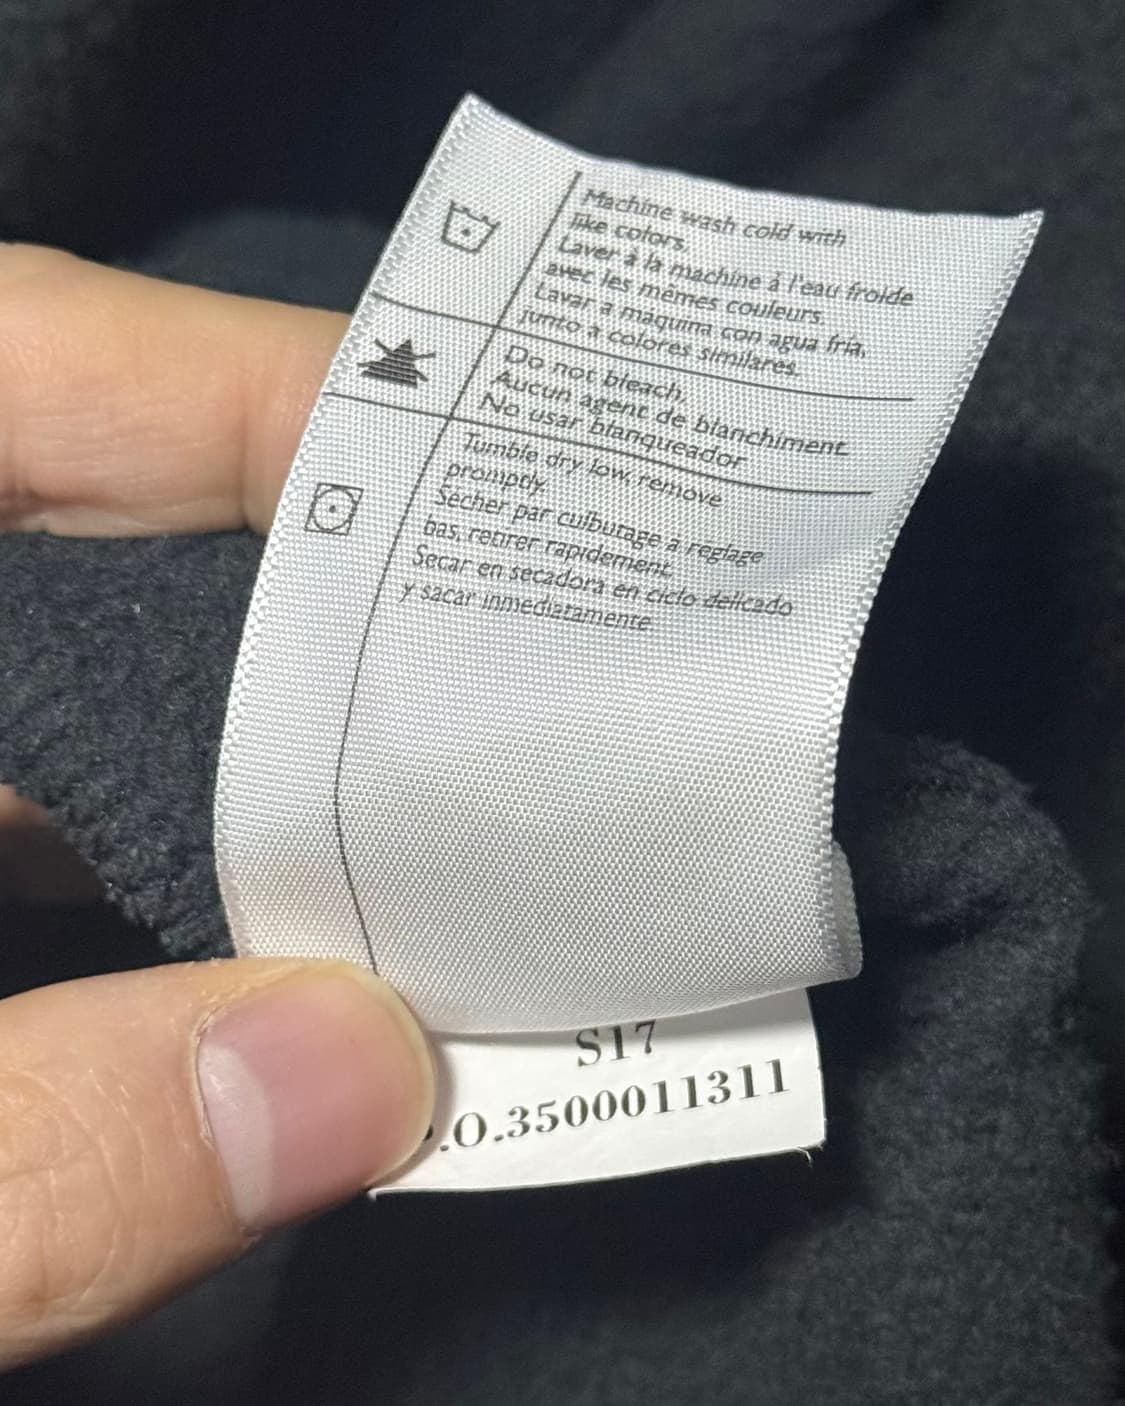 Machine wash cold with
like colors.
Laver à la machine à l'eau froide
avec les mêmes couleurs.
Lavar a maquina con agua fría,
junto a colores similares.
Do not bleach.
Aucun agent de blanchiment.
No usar blanqueador
Tumble dry low, remove
promptly.
Sécher par culbutage à réglage
bas, retirer rapidement.
Secar en secadora en ciclo delicado
y sacar inmediatamente
S17
.O.3500011311